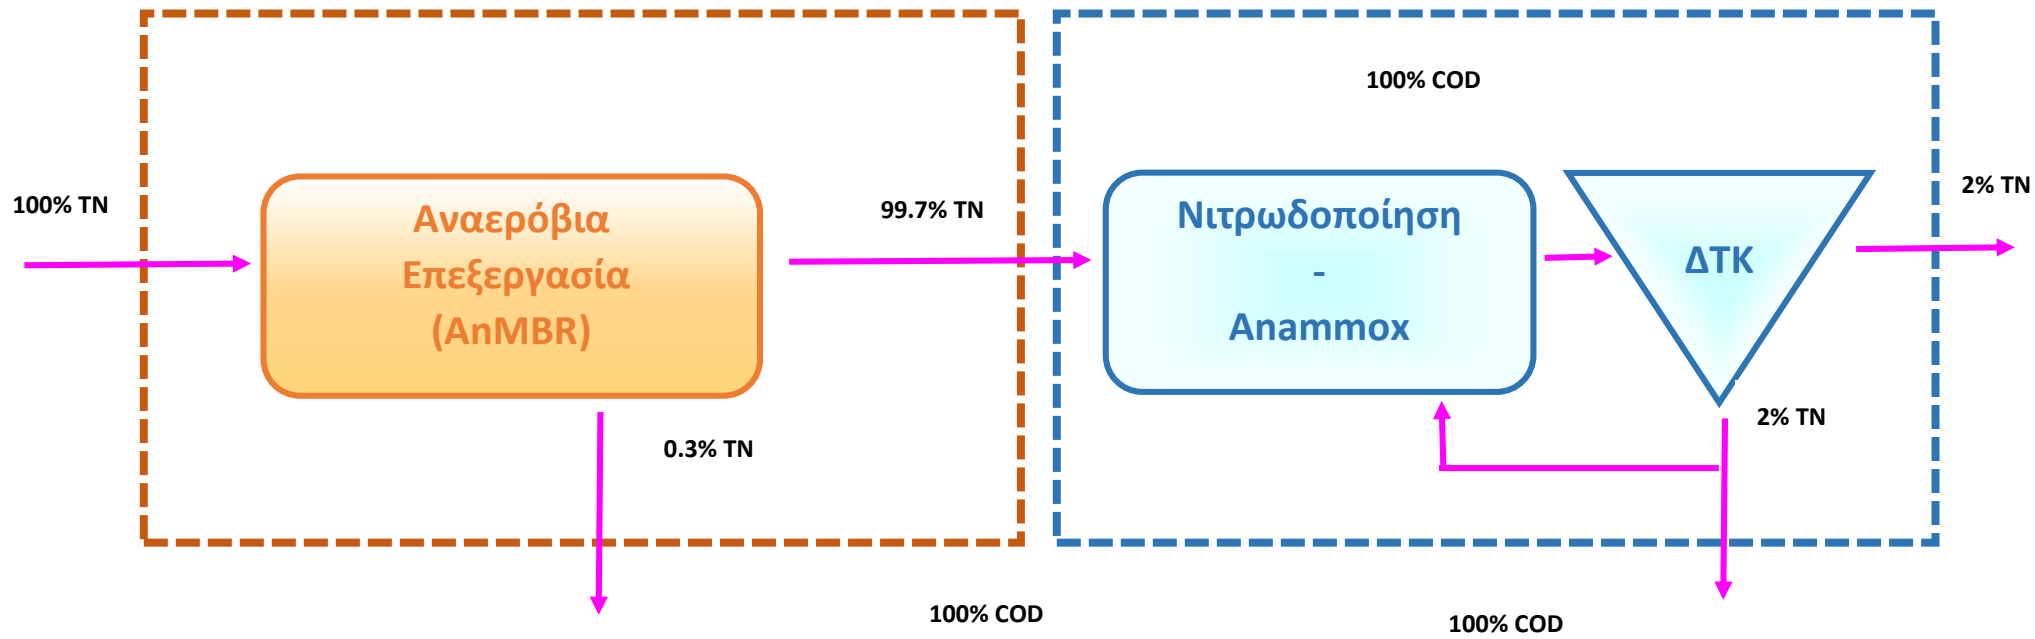 100% COD
100% TN
Αναερόβια
Επεξεργασία
(AnMBR)
99.7% TN
Νιτρωδοποίηση
-
Anammox
ΔΤΚ
2% TN
0.3% TN
2% TN
100% COD
100% COD